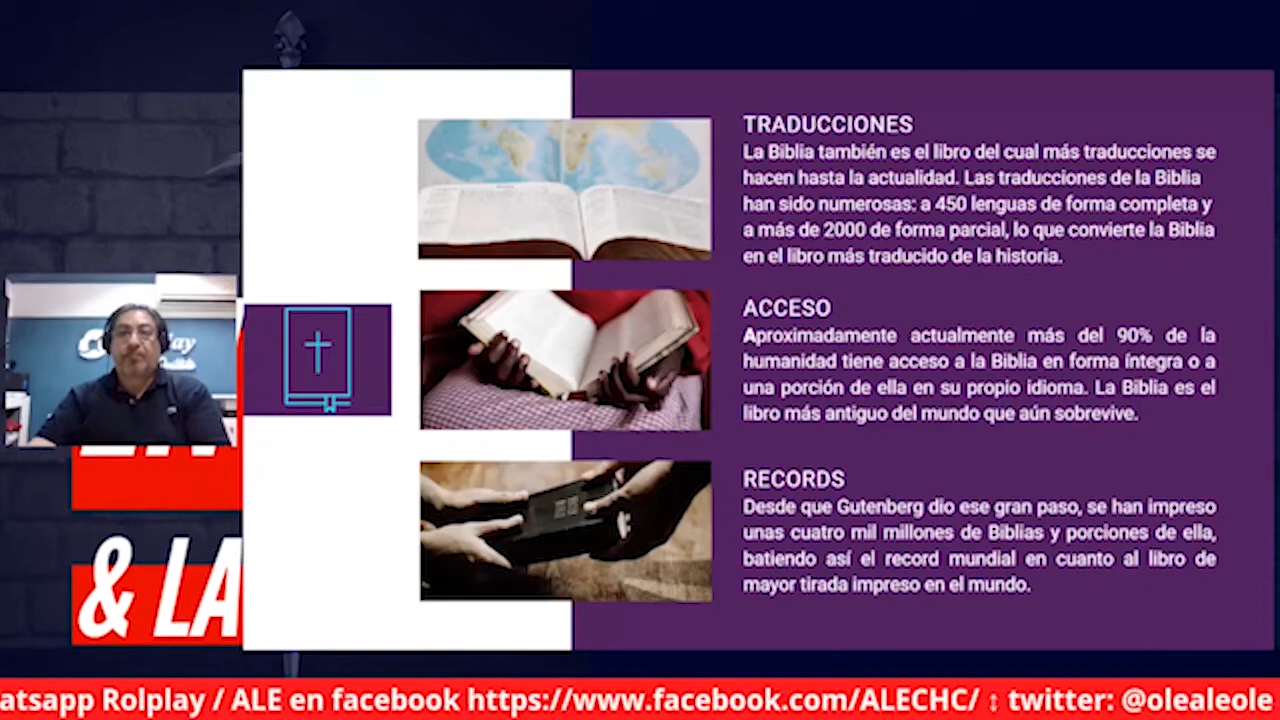 TRADUCCIONES
La Biblia también es el libro del cual más traducciones se
hacen hasta la actualidad. Las traducciones de la Biblia
han sido numerosas: a 450 lenguas de forma completa y
a más de 2000 de forma parcial, lo que convierte la Biblia
en el libro más traducido de la historia.
ACCESO
Aproximadamente actualmente más del 90% de la
humanidad tiene acceso a la Biblia en forma íntegra o a
una porción de ella en su propio idioma. La Biblia es el
libro más antiguo del mundo que aún sobrevive.
RECORDS
Desde que Gutenberg dio ese gran paso, se han impreso
unas cuatro mil millones de Biblias y porciones de ella,
batiendo así el record mundial en cuanto al libro de
mayor tirada impreso en el mundo.
& LA
atsapp Rolplay / ALE en facebook https://www.facebook.com/ALECHC/ ↕ twitter: @olealeole